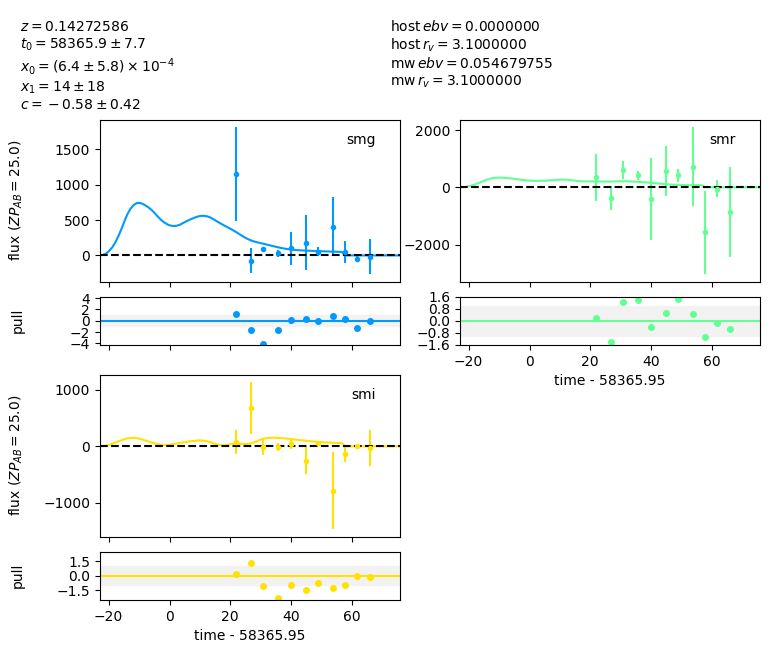 z = 0.14272586
t₀ = 58365.9 ± 7.7
x₀ = (6.4 ± 5.8) × 10⁻⁴
x₁ = 14 ± 18
c = −0.58 ± 0.42
host ebv = 0.0000000
host r_v = 3.1000000
mw ebv = 0.054679755
mw r_v = 3.1000000
smg
flux (ZP_AB = 25.0)
1500
1000
500
0
pull
4
2
0
−2
−4
smr
2000
0
−2000
1.6
0.8
0.0
−0.8
−1.6
−20 0 20 40 60
time - 58365.95
smi
flux (ZP_AB = 25.0)
1000
0
−1000
pull
1.5
0.0
−1.5
−20 0 20 40 60
time - 58365.95